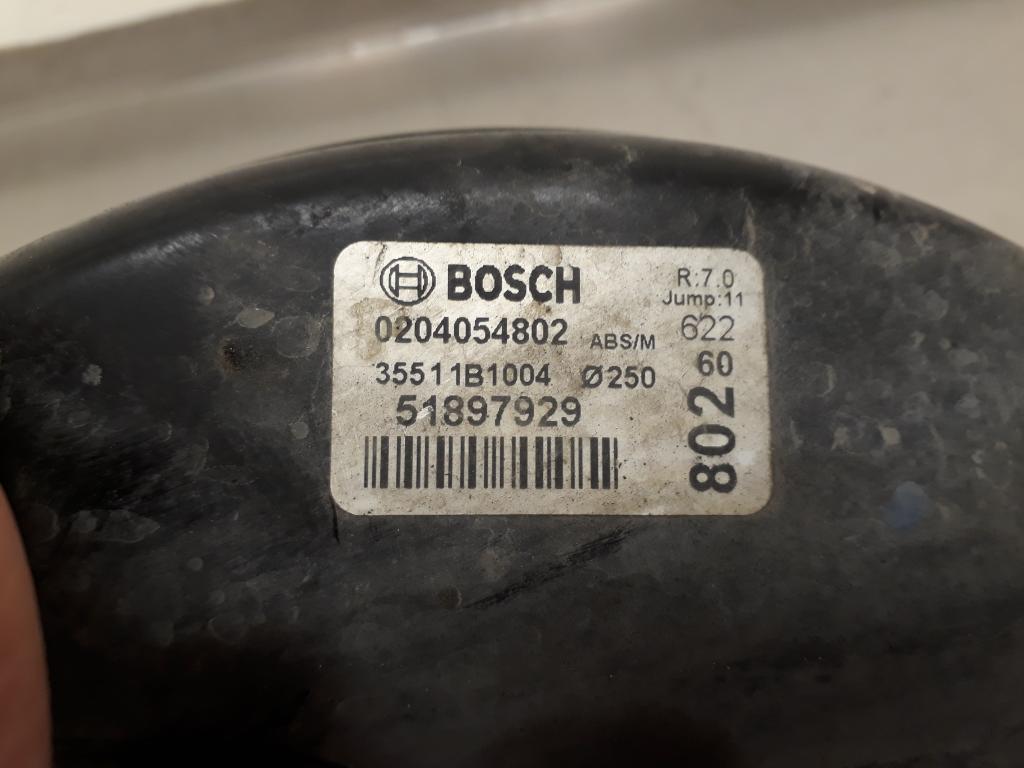 BOSCH
R:7.0
Jump:11
0204054802 ABS/M 622
35511B1004 Ø250 60
51897929
802